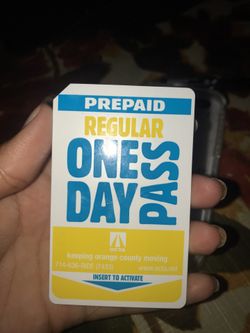 PREPAID
REGULAR
ONE DAY PASS
keeping orange county moving
714-636-RIDE (7433) www.octa.net
INSERT TO ACTIVATE